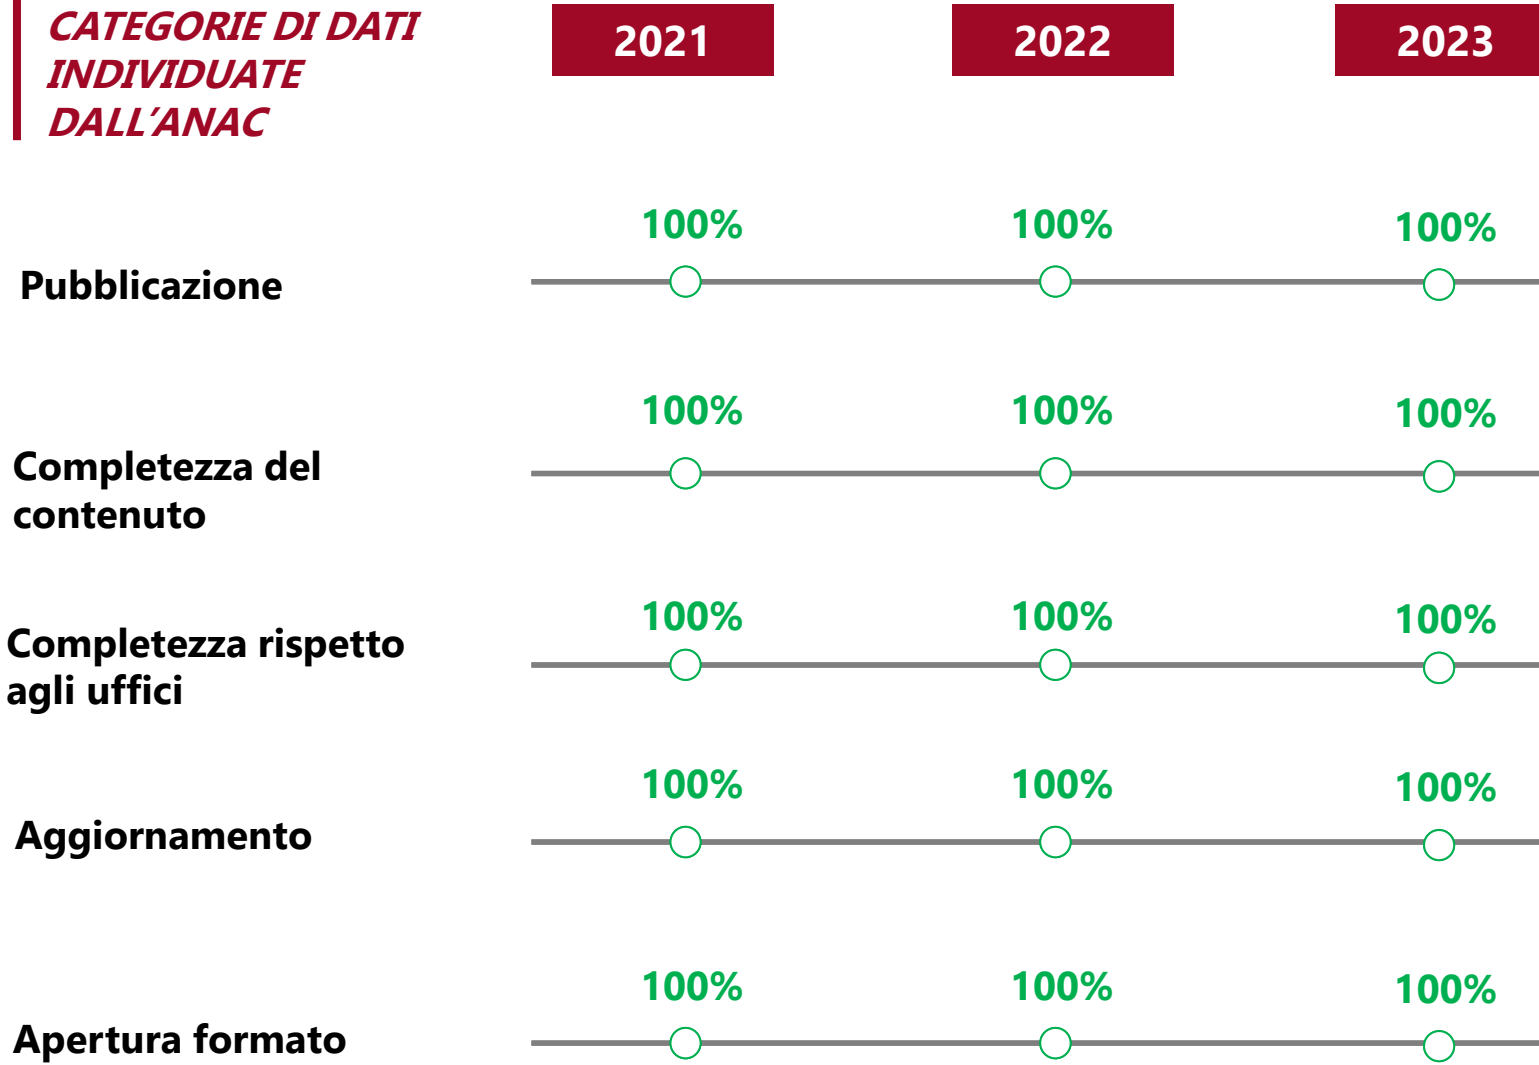 CATEGORIE DI DATI
INDIVIDUATE
DALL’ANAC
2021 2022 2023
100% 100% 100%
Pubblicazione
100% 100% 100%
Completezza del
contenuto
100% 100% 100%
Completezza rispetto
agli uffici
100% 100% 100%
Aggiornamento
100% 100% 100%
Apertura formato